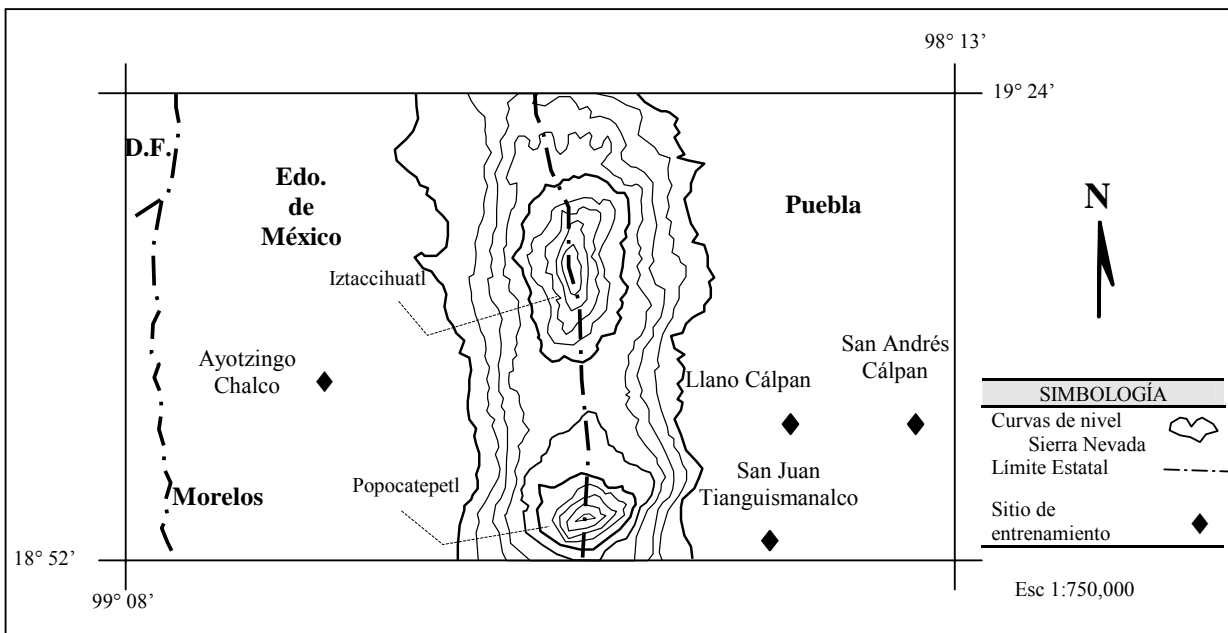 98° 13’
19° 24’
D.F.
Edo.
de
México
Puebla
N
Iztaccihuatl
Ayotzingo
Chalco
San Andrés
Cálpan
Llano Cálpan
SIMBOLOGÍA
Curvas de nivel
Sierra Nevada
Límite Estatal
Sitio de
entrenamiento
San Juan
Tianguismanalco
Popocatepetl
Morelos
18° 52’
99° 08’
Esc 1:750,000